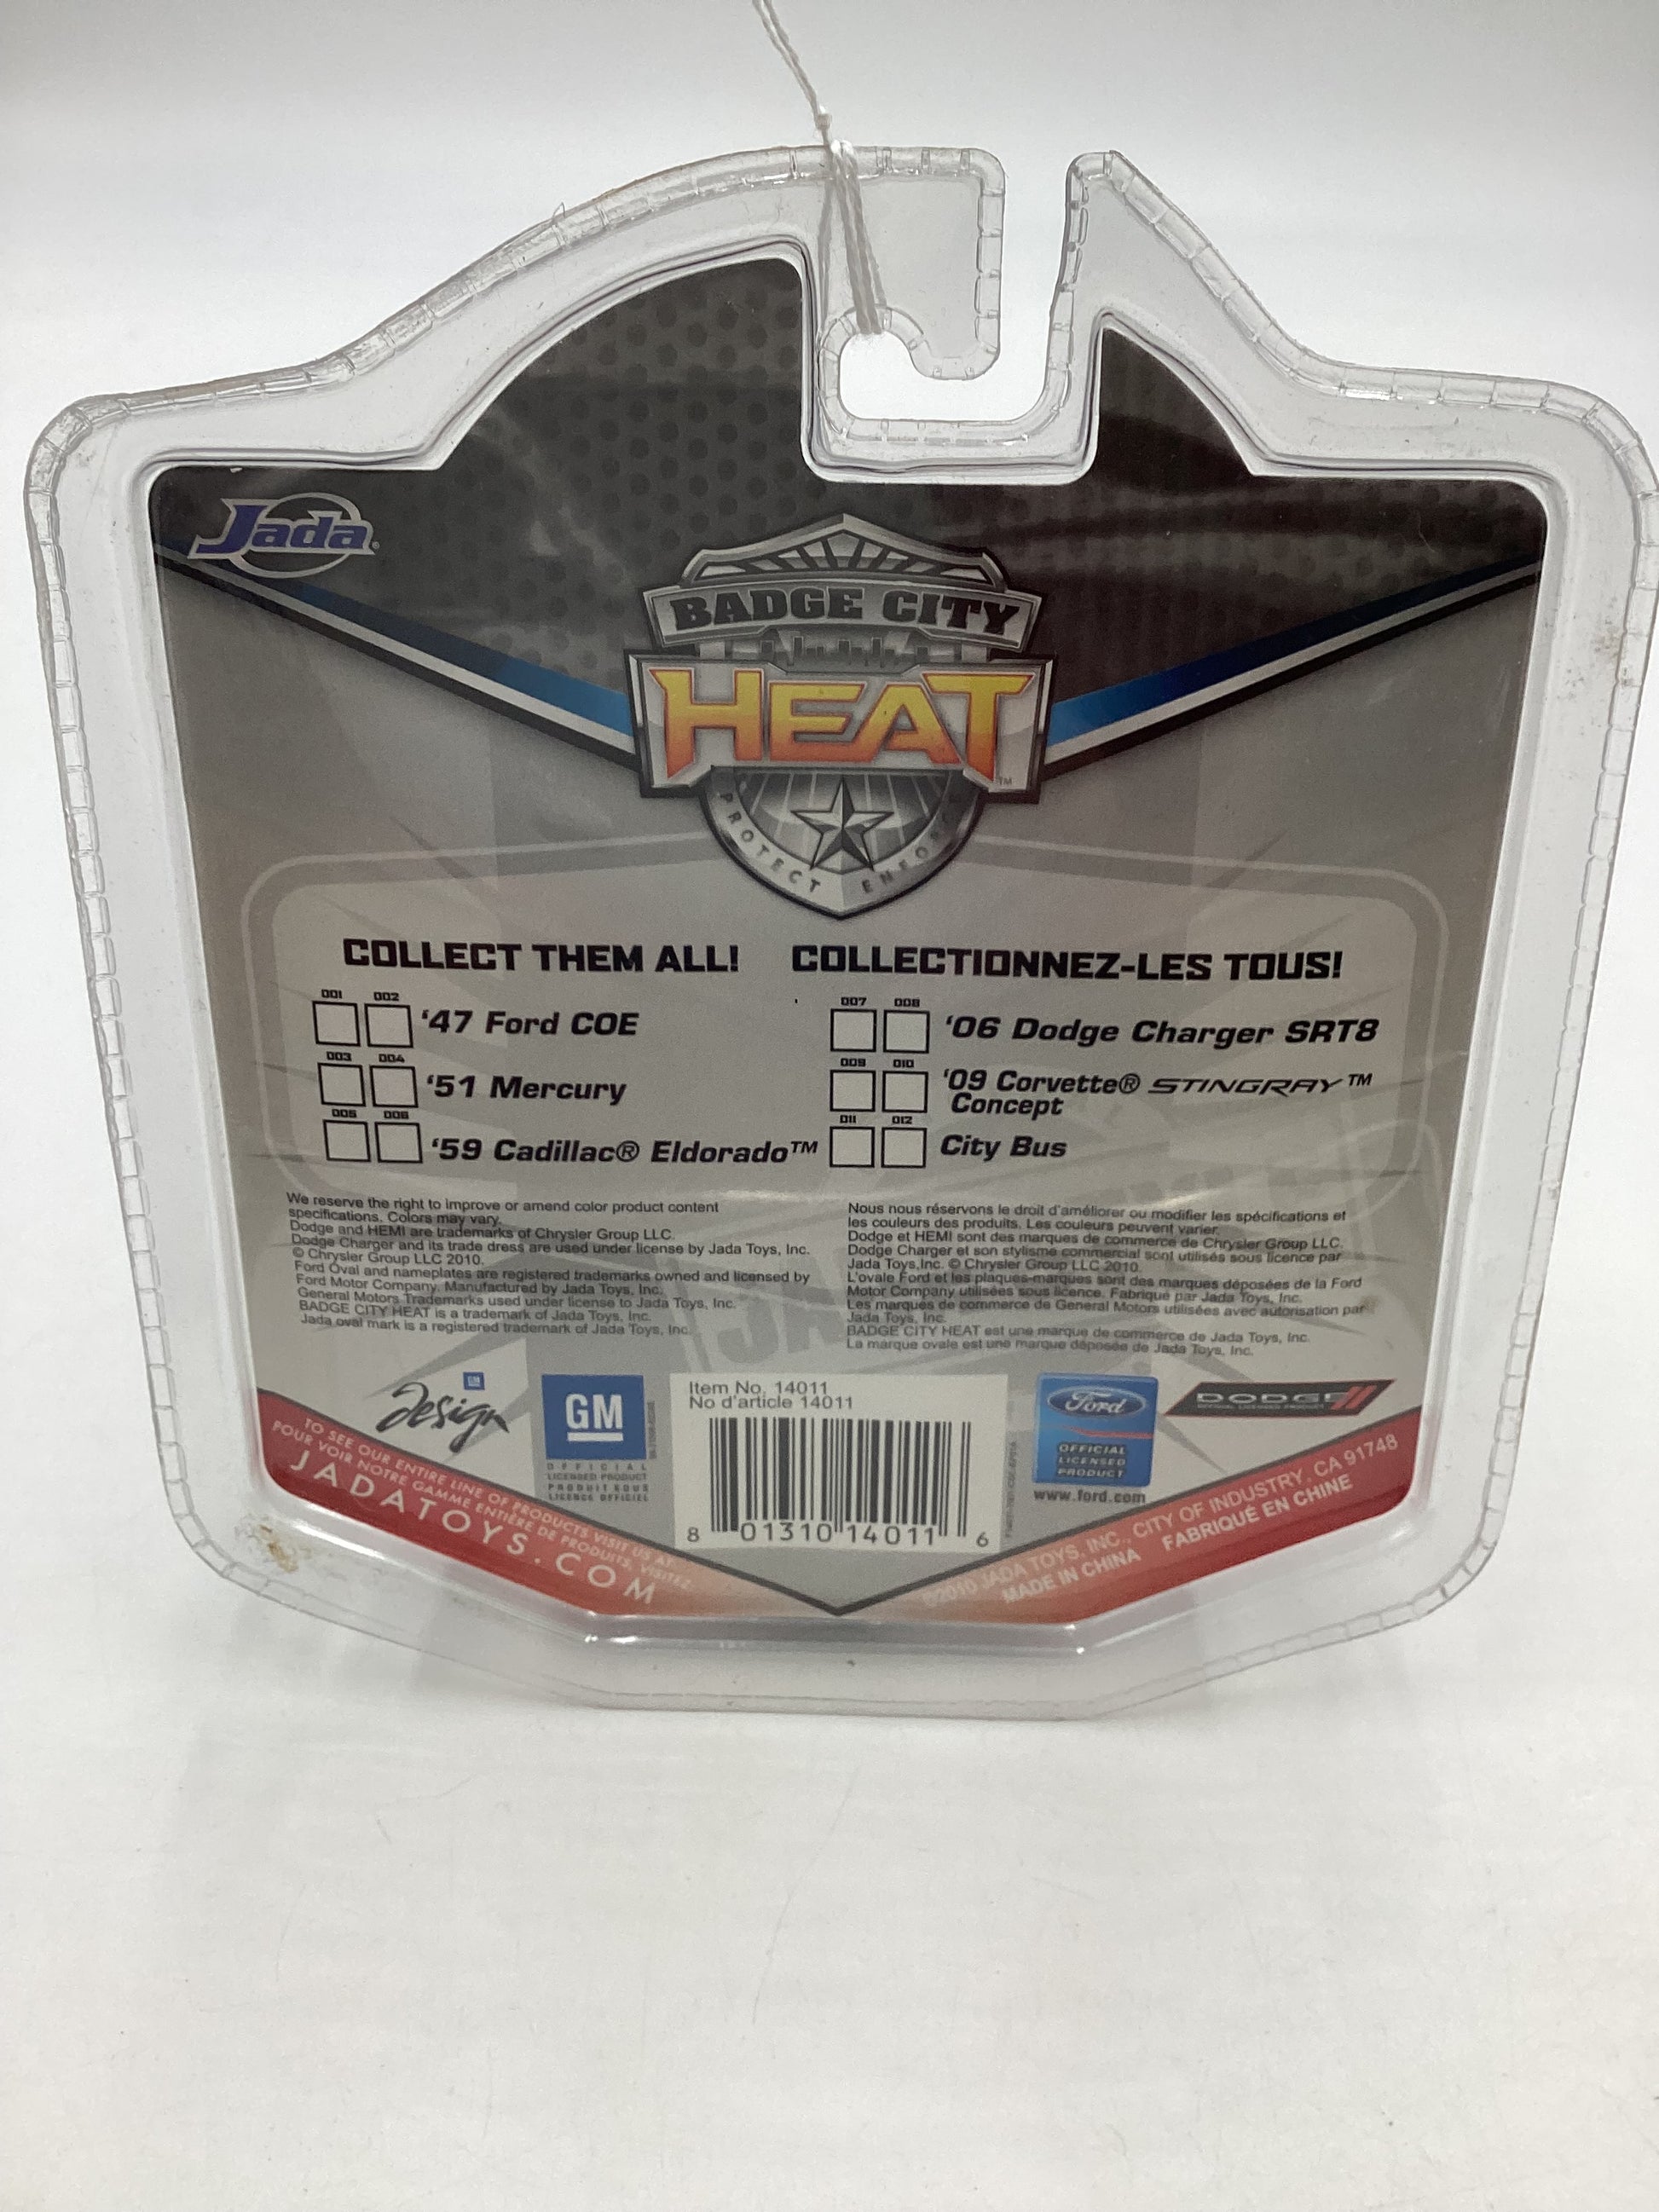 Jada®
BADGE CITY
HEAT™
PROTECT ENFORCE
COLLECT THEM ALL! COLLECTIONNEZ-LES TOUS!
001 002 '47 Ford COE
003 004 '51 Mercury
005 006 '59 Cadillac® Eldorado™
007 008 '06 Dodge Charger SRT8
009 010 '09 Corvette® STINGRAY™
Concept
011 012 City Bus
We reserve the right to improve or amend color product content
specifications. Colors may vary.
Dodge and HEMI are trademarks of Chrysler Group LLC.
Dodge Charger and its trade dress are used under license by Jada Toys, Inc.
© Chrysler Group LLC 2010.
Ford Oval and nameplates are registered trademarks owned and licensed by
Ford Motor Company. Manufactured by Jada Toys, Inc.
General Motors Trademarks used under license to Jada Toys, Inc.
BADGE CITY HEAT is a trademark of Jada Toys, Inc.
Jada oval mark is a registered trademark of Jada Toys, Inc.
Nous nous réservons le droit d'améliorer ou modifier les spécifications et
les couleurs des produits. Les couleurs peuvent varier.
Dodge et HEMI sont des marques de commerce de Chrysler Group LLC.
Dodge Charger et son stylisme commercial sont utilisés sous licence par
Jada Toys,Inc. © Chrysler Group LLC 2010.
L'ovale Ford et les plaques-marques sont des marques déposées de la Ford
Motor Company utilisées sous licence. Fabriqué par Jada Toys, Inc.
Les marques de commerce de General Motors utilisées avec autorisation par
Jada Toys, Inc.
BADGE CITY HEAT est une marque de commerce de Jada Toys, Inc.
La marque ovale est une marque déposée de Jada Toys, Inc.
GM
Design
GM
OFFICIAL
LICENSED PRODUCT
PRODUIT SOUS
LICENCE OFFICIEL
Item No. 14011
No d'article 14011
8 01310 14011 6
Ford
OFFICIAL
LICENSED
PRODUCT
www.ford.com
DODGE
OFFICIAL LICENSED PRODUCT
TO SEE OUR ENTIRE LINE OF PRODUCTS VISIT US AT:
POUR VOIR NOTRE GAMME ENTIÈRE DE PRODUITS, VISITEZ:
JADATOYS.COM
©2010 JADA TOYS, INC., CITY OF INDUSTRY, CA 91748
MADE IN CHINA FABRIQUÉ EN CHINE